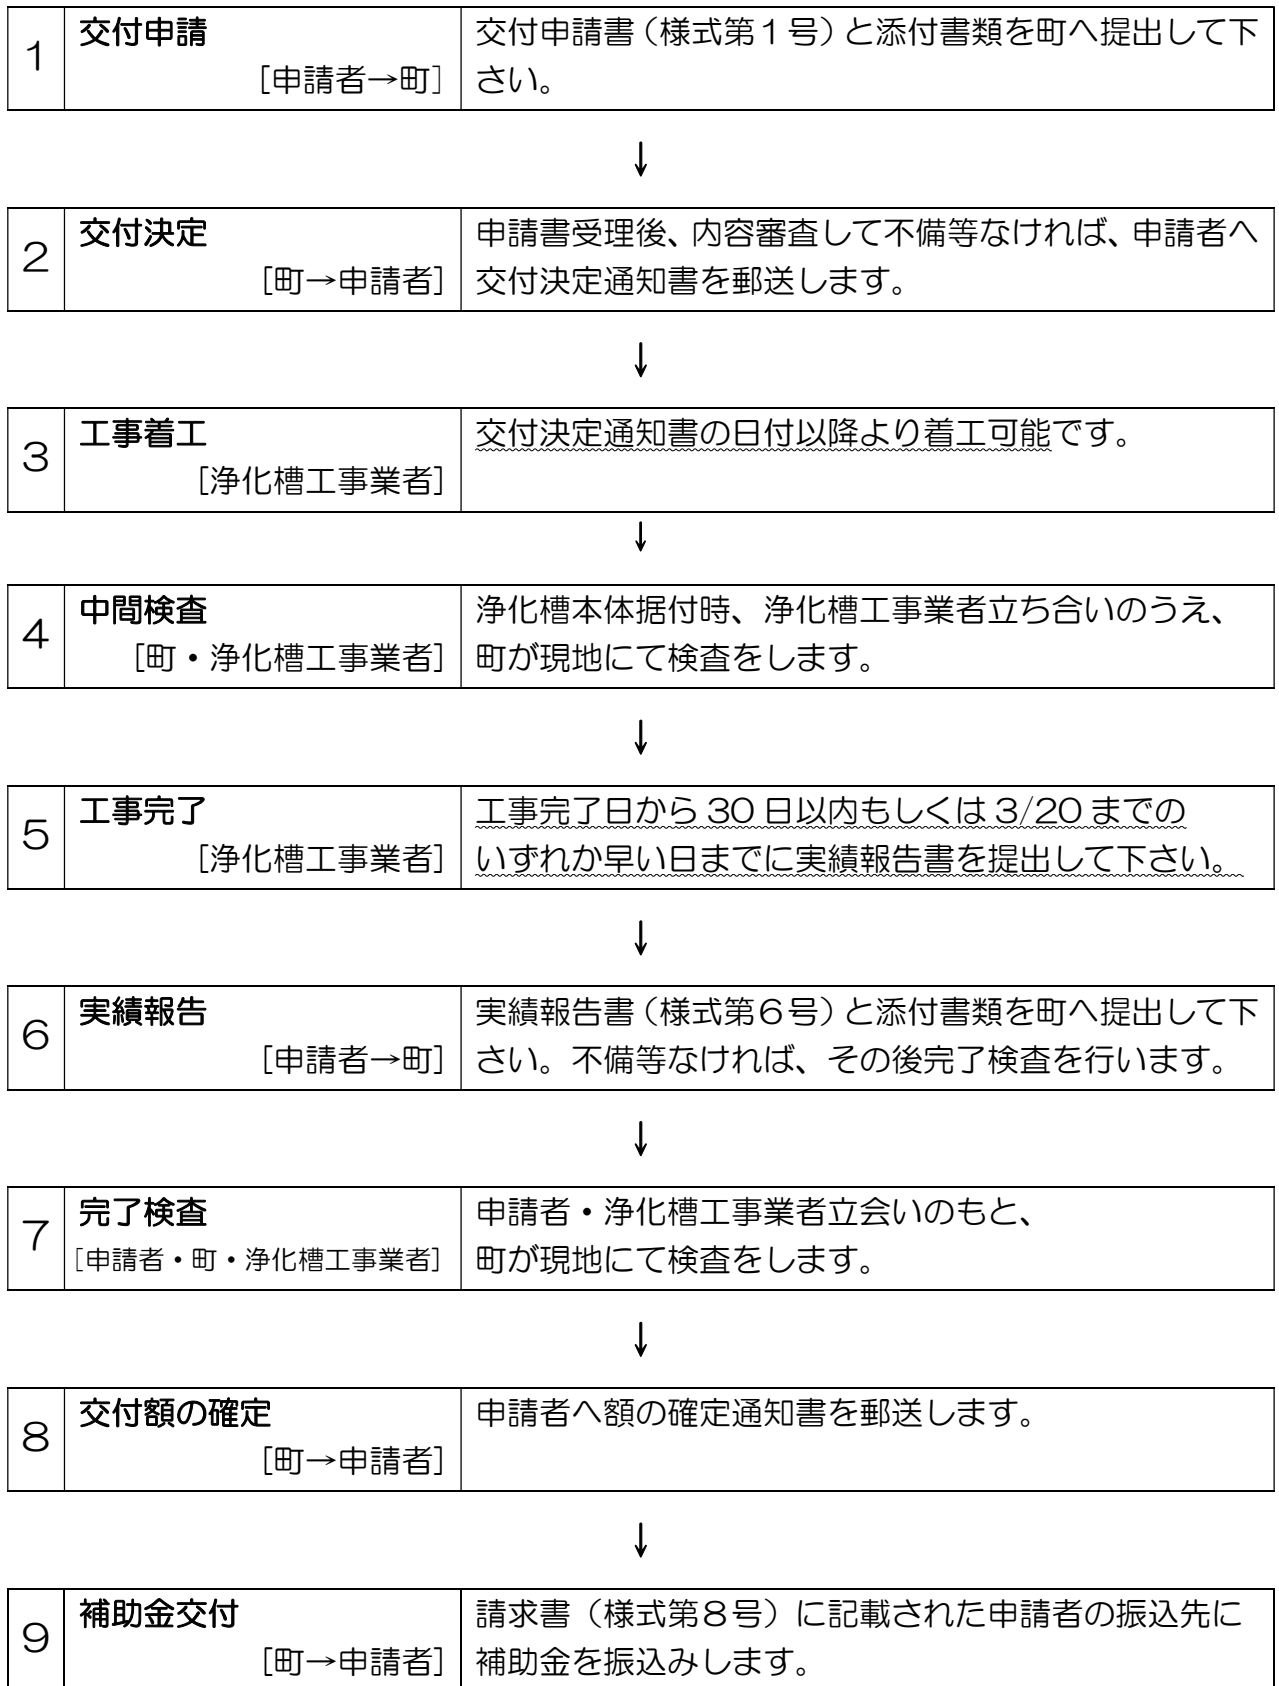 1
交付申請
[申請者→町]
交付申請書(様式第1号)と添付書類を町へ提出して下
さい。
↓
2
交付決定
[町→申請者]
申請書受理後、内容審査して不備等なければ、申請者へ
交付決定通知書を郵送します。
↓
3
工事着工
[浄化槽工事業者]
交付決定通知書の日付以降より着工可能です。
↓
4
中間検査
[町・浄化槽工事業者]
浄化槽本体据付時、浄化槽工事業者立ち合いのうえ、
町が現地にて検査をします。
↓
5
工事完了
[浄化槽工事業者]
工事完了日から 30 日以内もしくは 3/20 までの
いずれか早い日までに実績報告書を提出して下さい。
↓
6
実績報告
[申請者→町]
実績報告書(様式第6号)と添付書類を町へ提出して下
さい。不備等なければ、その後完了検査を行います。
↓
7
完了検査
[申請者・町・浄化槽工事業者]
申請者・浄化槽工事業者立会いのもと、
町が現地にて検査をします。
↓
8
交付額の確定
[町→申請者]
申請者へ額の確定通知書を郵送します。
↓
9
補助金交付
[町→申請者]
請求書(様式第8号)に記載された申請者の振込先に
補助金を振込みします。